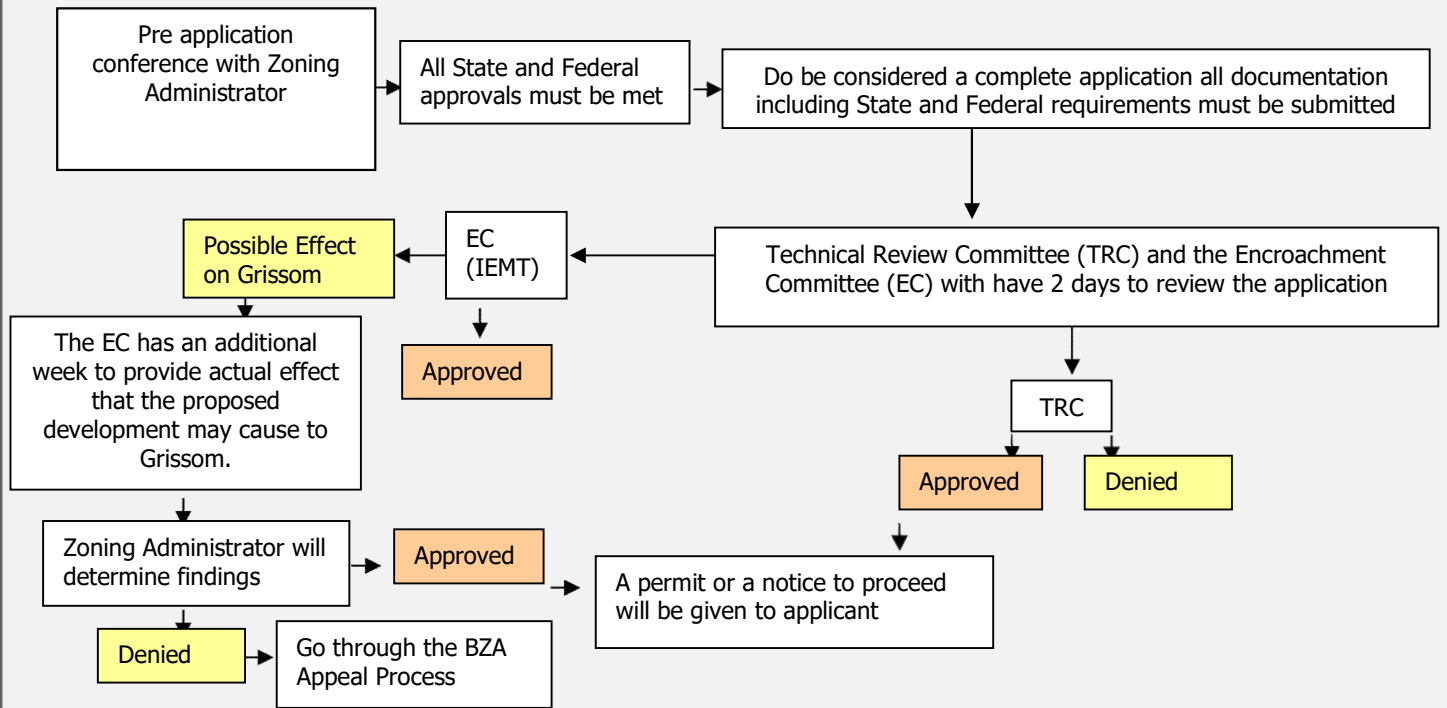 Pre application
conference with Zoning
Administrator
All State and Federal
approvals must be met
Do be considered a complete application all documentation
including State and Federal requirements must be submitted
Technical Review Committee (TRC) and the Encroachment
Committee (EC) with have 2 days to review the application
EC
(IEMT)
Possible Effect
on Grissom
The EC has an additional
week to provide actual effect
that the proposed
development may cause to
Grissom.
Approved
TRC
Approved
Denied
Zoning Administrator will
determine findings
Approved
A permit or a notice to proceed
will be given to applicant
Denied
Go through the BZA
Appeal Process